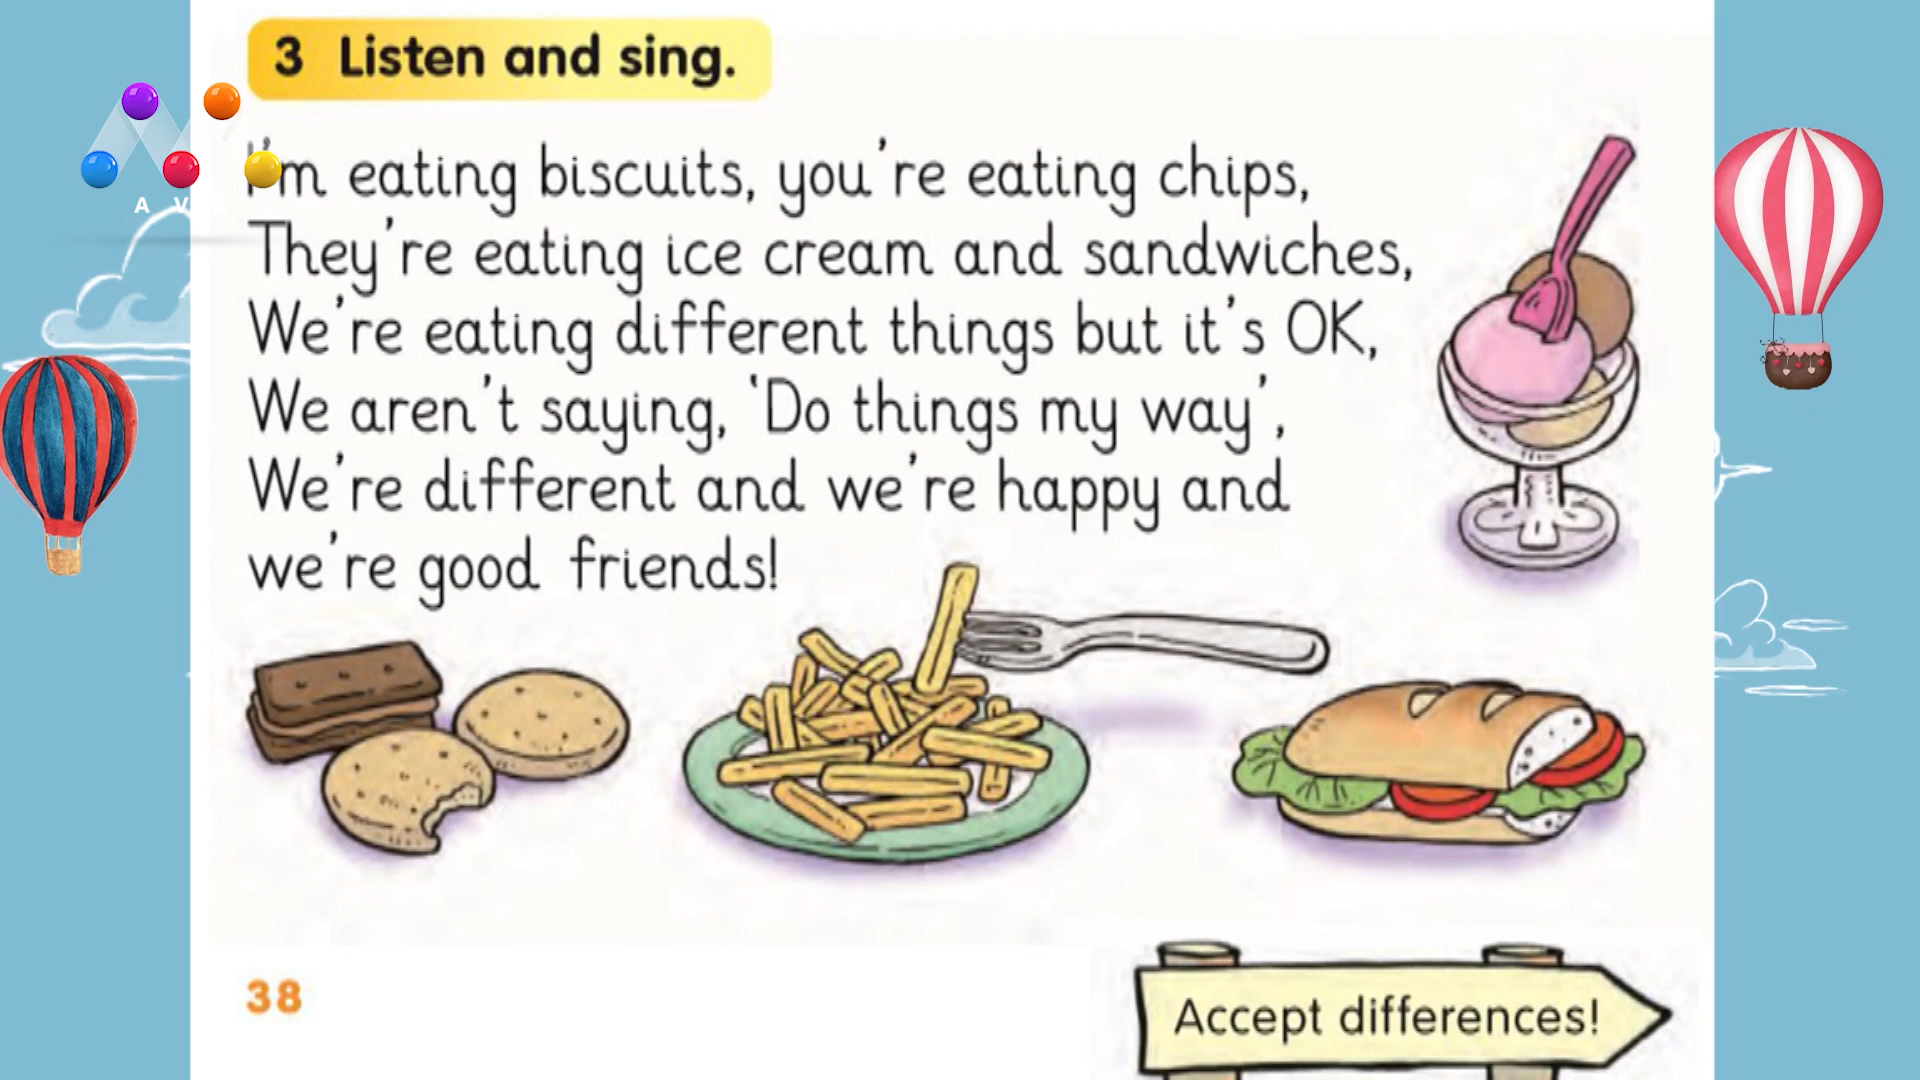 3 Listen and sing.
A V A
I'm eating biscuits, you're eating chips,
They're eating ice cream and sandwiches,
We're eating different things but it's OK,
We aren't saying, 'Do things my way',
We're different and we're happy and
we're good friends!
38
Accept differences!